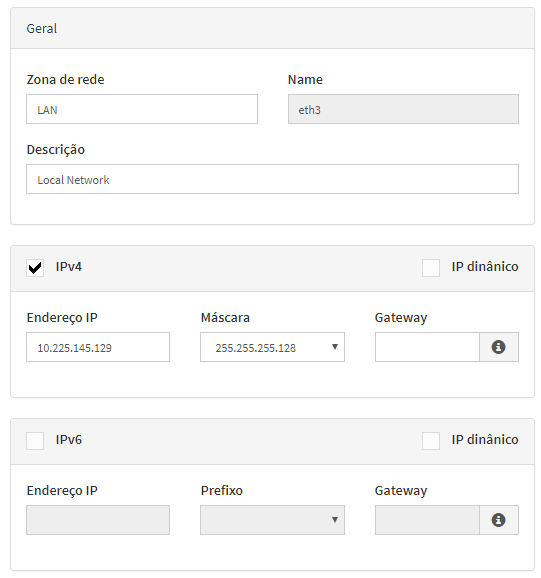 Geral
Zona de rede Name
LAN eth3
Descrição
Local Network
IPv4 IP dinânico
Endereço IP Máscara Gateway
10.225.145.129 255.255.255.128
IPv6 IP dinânico
Endereço IP Prefixo Gateway